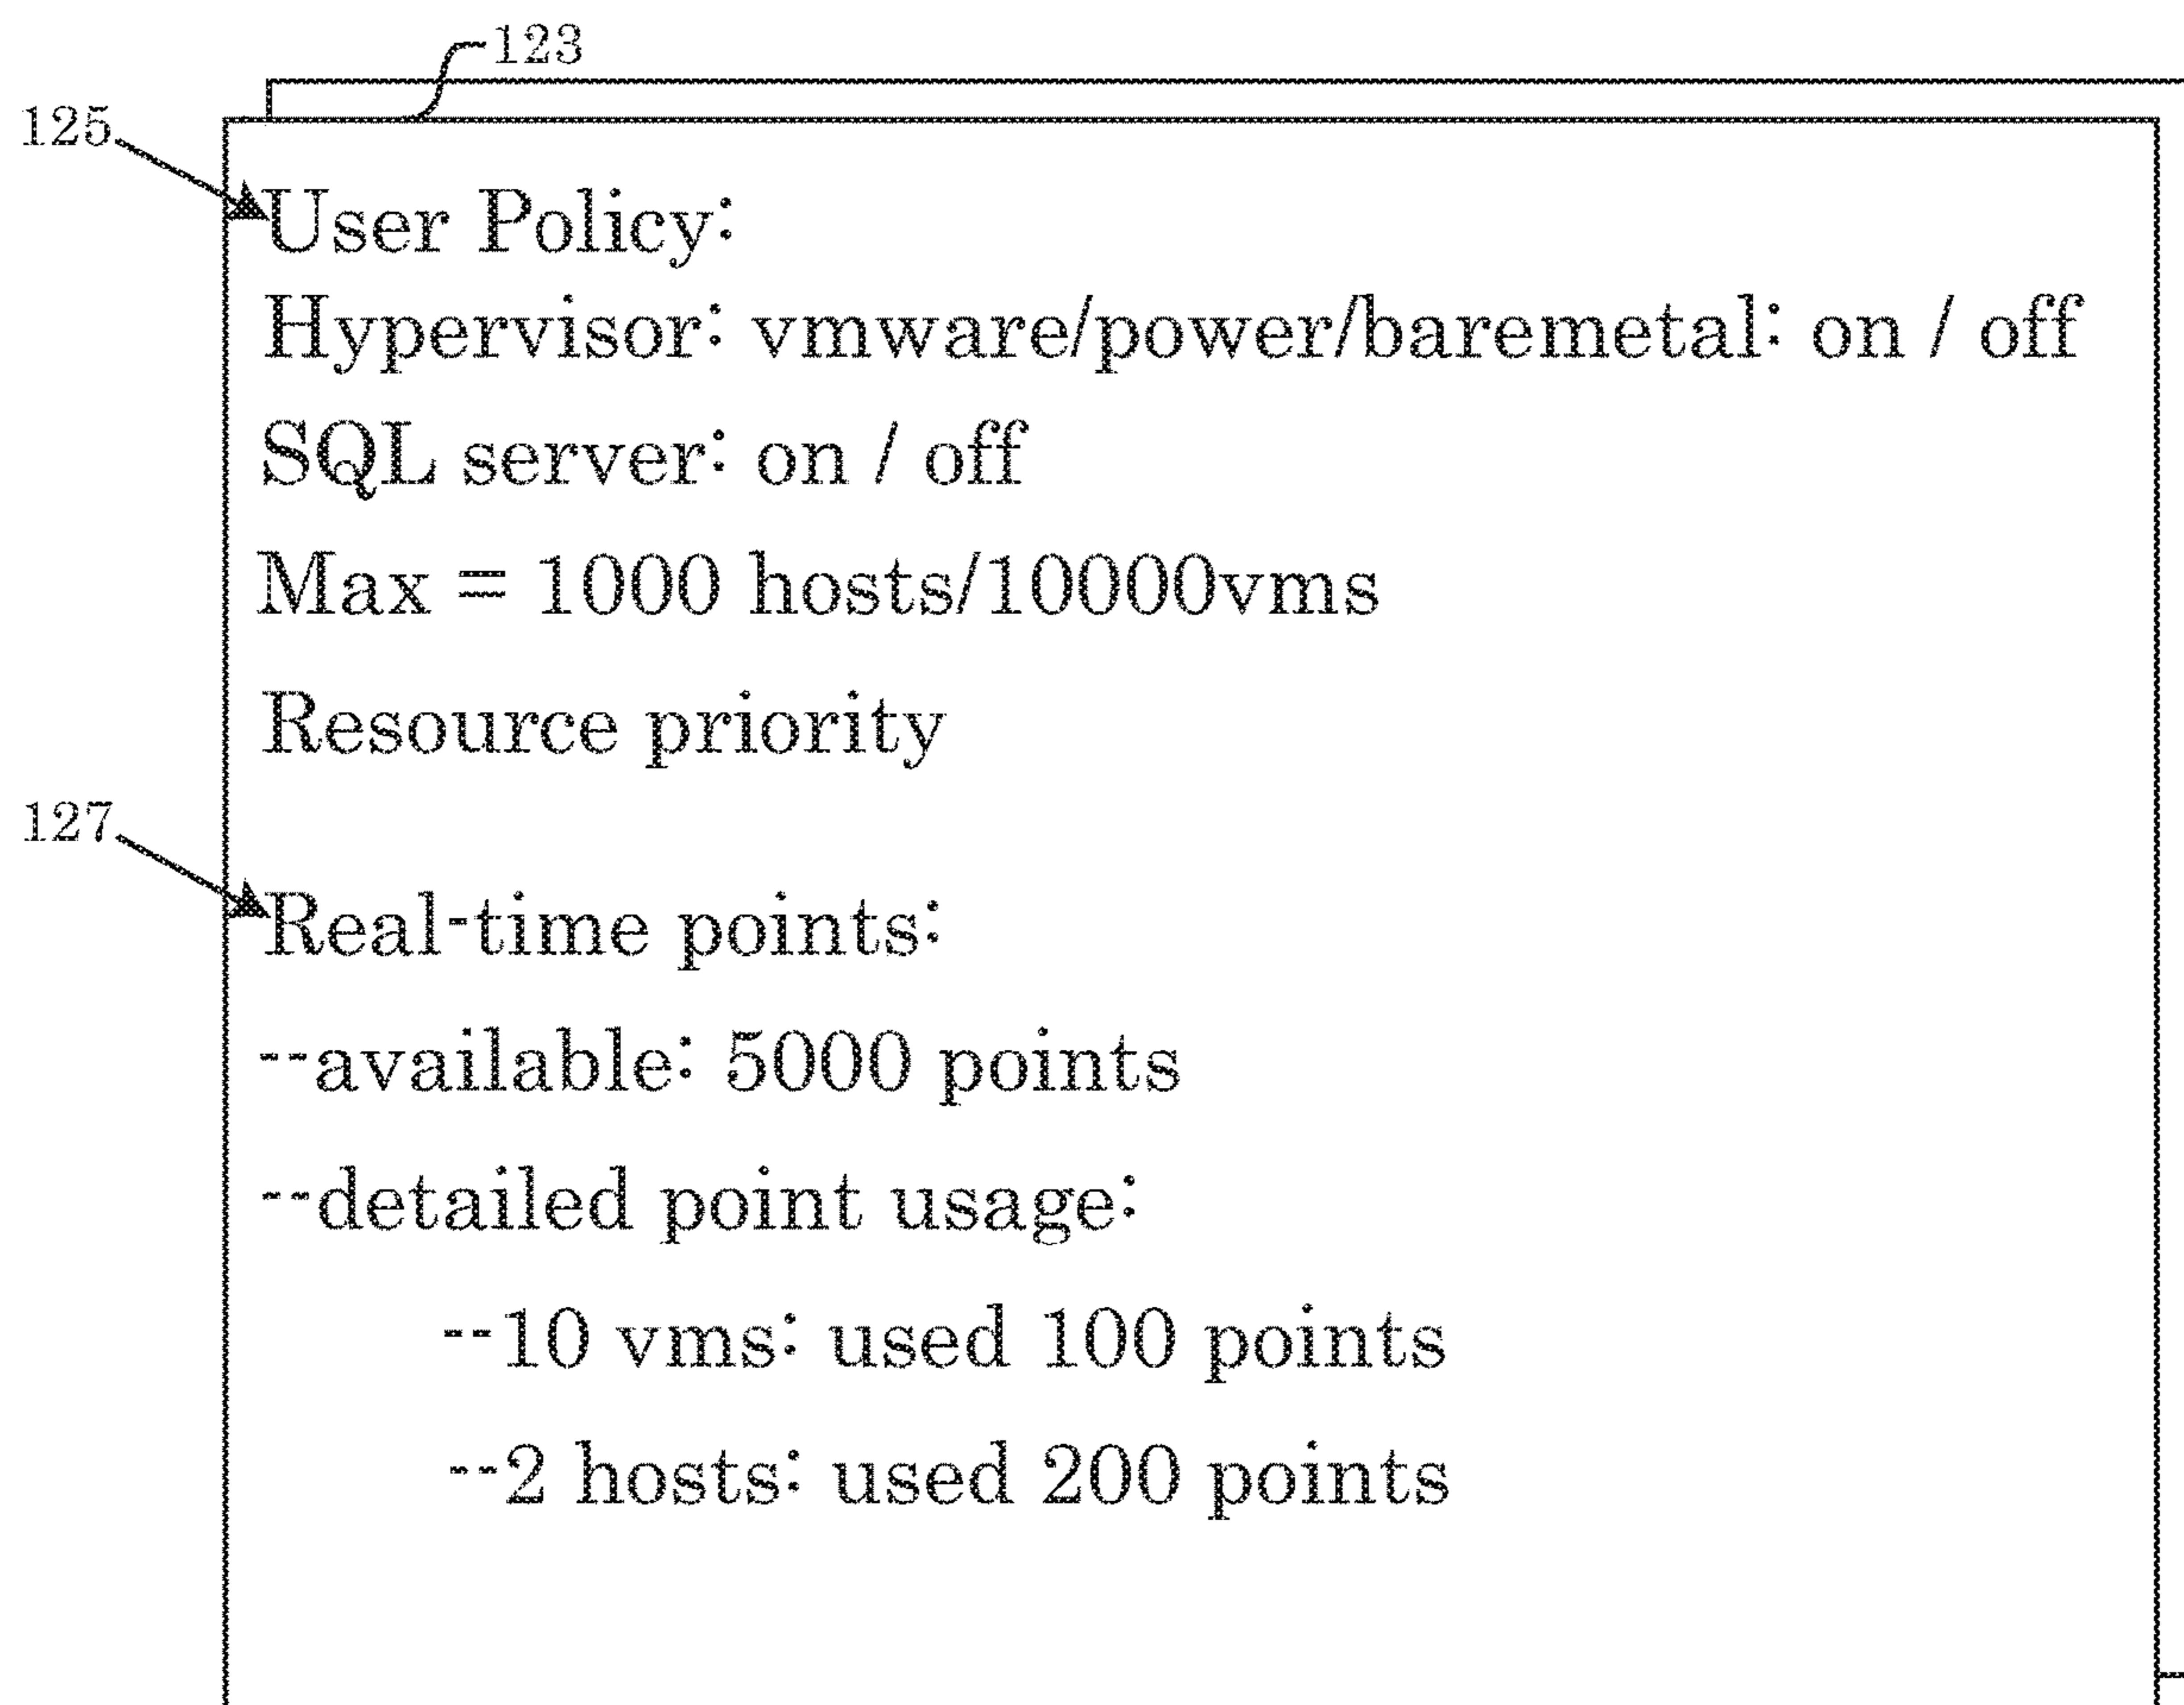 123
125
User Policy:
Hypervisor: vmware/power/baremetal: on / off
SQL server: on / off
Max = 1000 hosts/10000vms
Resource priority
127
Real-time points:
--available: 5000 points
--detailed point usage:
--10 vms: used 100 points
--2 hosts: used 200 points